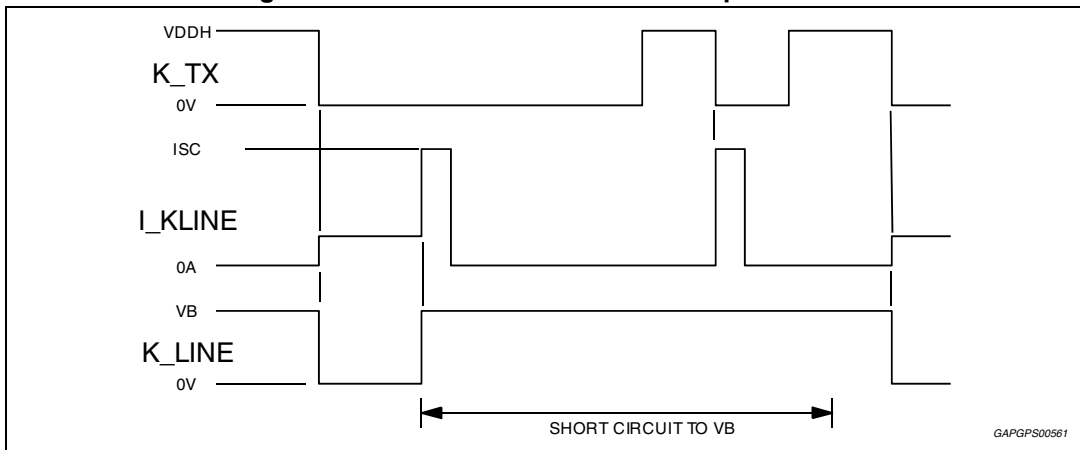 VDDH
K_TX
0V
ISC
I_KLINE
0A
VB
K_LINE
0V
SHORT CIRCUIT TO VB
GAPGPS00561